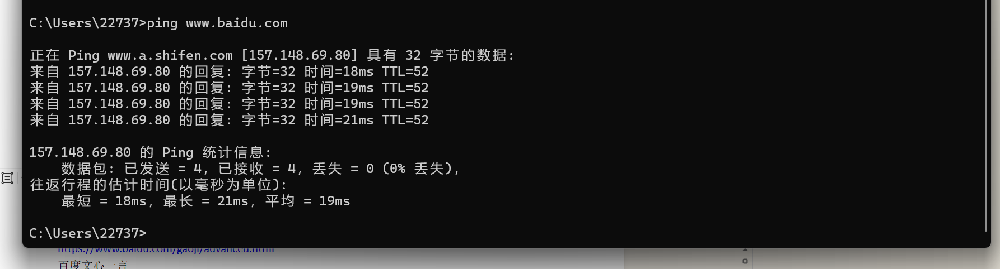 C:\Users\22737>ping www.baidu.com
正在 Ping www.a.shifen.com [157.148.69.80] 具有 32 字节的数据:
来自 157.148.69.80 的回复: 字节=32 时间=18ms TTL=52
来自 157.148.69.80 的回复: 字节=32 时间=19ms TTL=52
来自 157.148.69.80 的回复: 字节=32 时间=19ms TTL=52
来自 157.148.69.80 的回复: 字节=32 时间=21ms TTL=52
157.148.69.80 的 Ping 统计信息:
数据包: 已发送 = 4, 已接收 = 4, 丢失 = 0 (0% 丢失),
往返行程的估计时间(以毫秒为单位):
最短 = 18ms, 最长 = 21ms, 平均 = 19ms
C:\Users\22737>
https://www.baidu.com/gaoji/advanced.html
百度文心一言